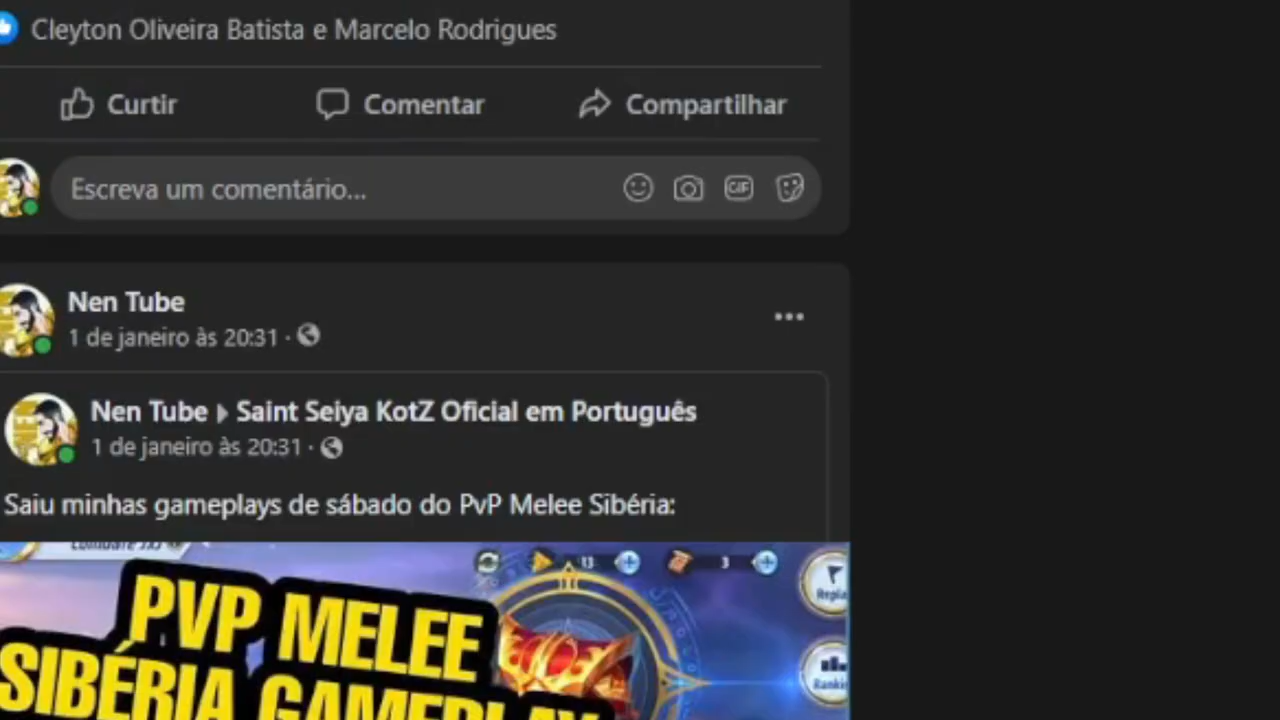 Cleyton Oliveira Batista e Marcelo Rodrigues
Curtir Comentar Compartilhar
Escreva um comentário...
GIF
Nen Tube
1 de janeiro às 20:31 ·
Nen Tube Saint Seiya KotZ Oficial em Português
1 de janeiro às 20:31 ·
Saiu minhas gameplays de sábado do PvP Melee Sibéria:
13 3
PVP MELEE
SIBÉRIA GAMEPLAY